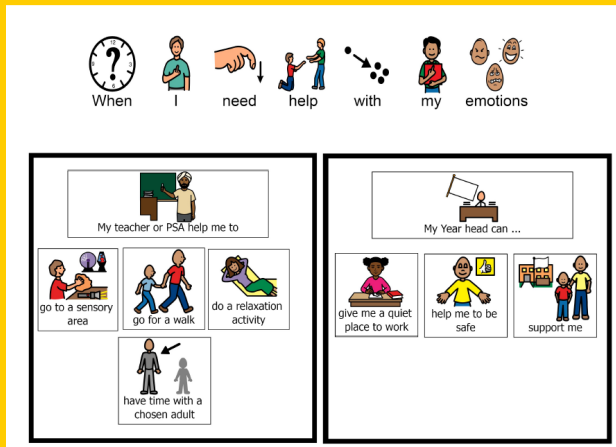 When I need help with my emotions
My teacher or PSA help me to
go to a sensory
area
go for a walk
do a relaxation
activity
have time with a
chosen adult
My Year head can ...
give me a quiet
place to work
help me to be
safe
support me